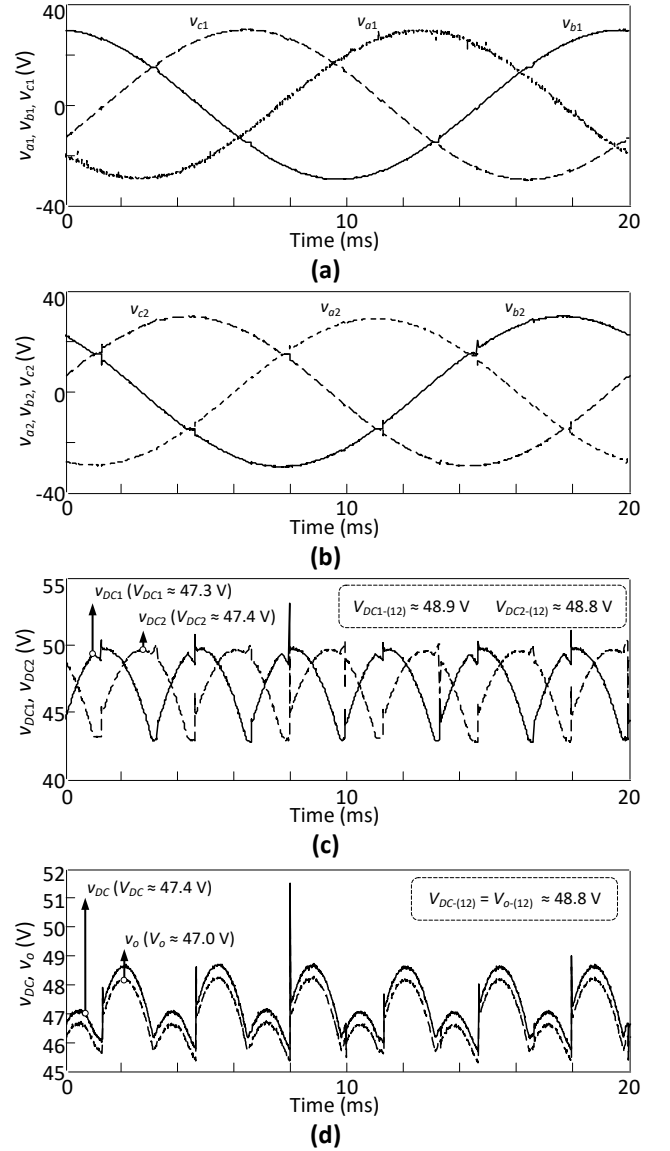 40
v_c1 v_a1 v_b1
0
-40
v_a1, v_b1, v_c1 (V)
0 10 20
Time (ms)
(a)
40
v_c2 v_a2 v_b2
0
-40
v_a2, v_b2, v_c2 (V)
0 10 20
Time (ms)
(b)
55
v_DC1 (V_DC1 ≈ 47.3 V)
v_DC2 (V_DC2 ≈ 47.4 V)
V_DC1-(12) ≈ 48.9 V V_DC2-(12) ≈ 48.8 V
50
45
40
v_DC1, v_DC2 (V)
0 10 20
Time (ms)
(c)
52
v_DC (V_DC ≈ 47.4 V)
V_DC-(12) = V_o-(12) ≈ 48.8 V
51
50
v_o (V_o ≈ 47.0 V)
49
48
47
46
45
v_DC, v_o (V)
0 10 20
Time (ms)
(d)